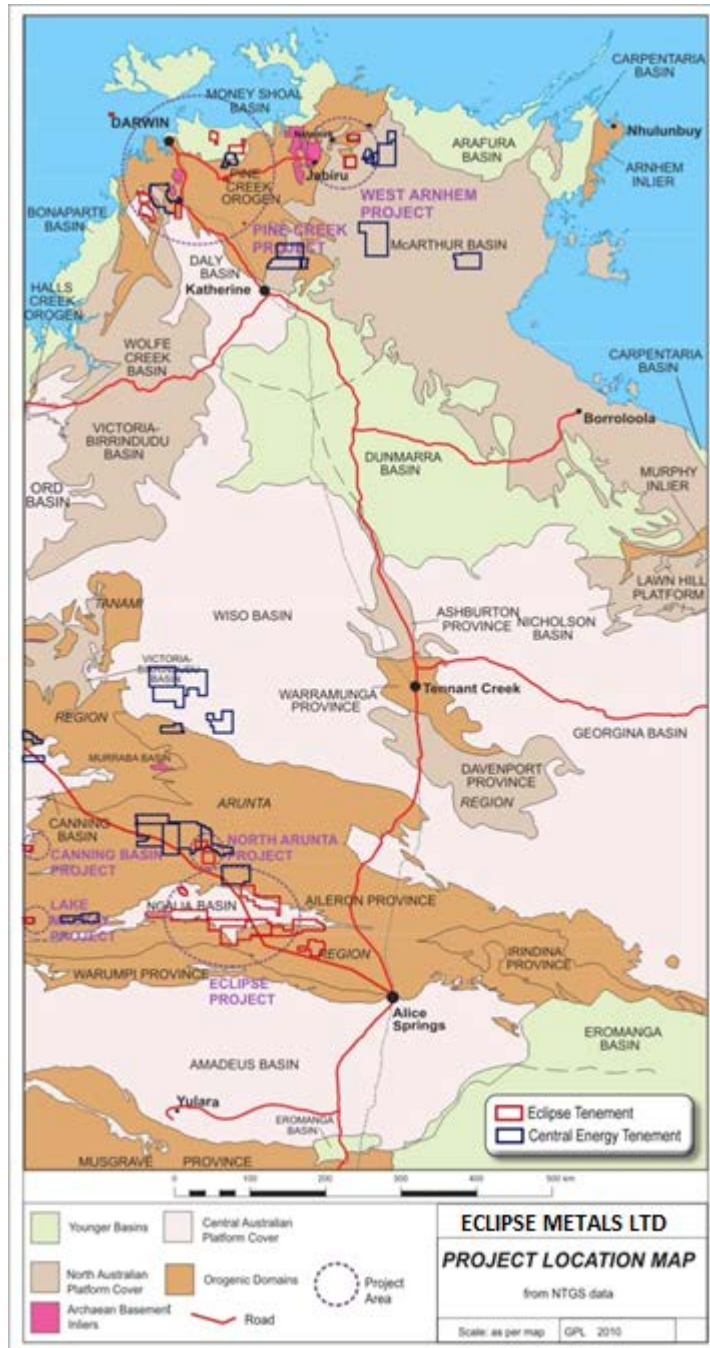 CARPENTARIA
BASIN
MONEY SHOAL
BASIN
DARWIN
Nhulunbuy
ARAFURA
BASIN
Jabiru
ARNHEM
INLIER
PINE
CREEK
OROGEN
WEST ARNHEM
PROJECT
BONAPARTE
BASIN
PINE CREEK
PROJECT
McARTHUR BASIN
DALY
BASIN
HALLS
CREEK
OROGEN
Katherine
WOLFE
CREEK
BASIN
CARPENTARIA
BASIN
VICTORIA-
BIRRINDUDU
BASIN
Borroloola
DUNMARRA
BASIN
ORD
BASIN
MURPHY
INLIER
LAWN HILL
PLATFORM
TANAMI
WISO BASIN
ASHBURTON
PROVINCE
NICHOLSON
BASIN
VICTORIA-
BASIN
WARRAMUNGA
PROVINCE
Tennant Creek
REGION
GEORGINA BASIN
MURRABA BASIN
DAVENPORT
PROVINCE
REGION
ARUNTA
CANNING
BASIN
CANNING BASIN
PROJECT
NORTH ARUNTA
PROJECT
LAKE
PROJECT
NGALIA BASIN
AILERON PROVINCE
REGION
IRINDINA
PROVINCE
WARUMPI PROVINCE
ECLIPSE
PROJECT
Alice
Springs
EROMANGA
BASIN
AMADEUS BASIN
Yulara
EROMANGA
BASIN
Eclipse Tenement
Central Energy Tenement
MUSGRAVE PROVINCE
0 100 200 300 400 500 km
Younger Basins
Central Australian
Platform Cover
North Australian
Platform Cover
Orogenic Domains
Project
Area
Archaean Basement
Inliers
Road
ECLIPSE METALS LTD
PROJECT LOCATION MAP
from NTGS data
Scale: as per map
GPL 2010